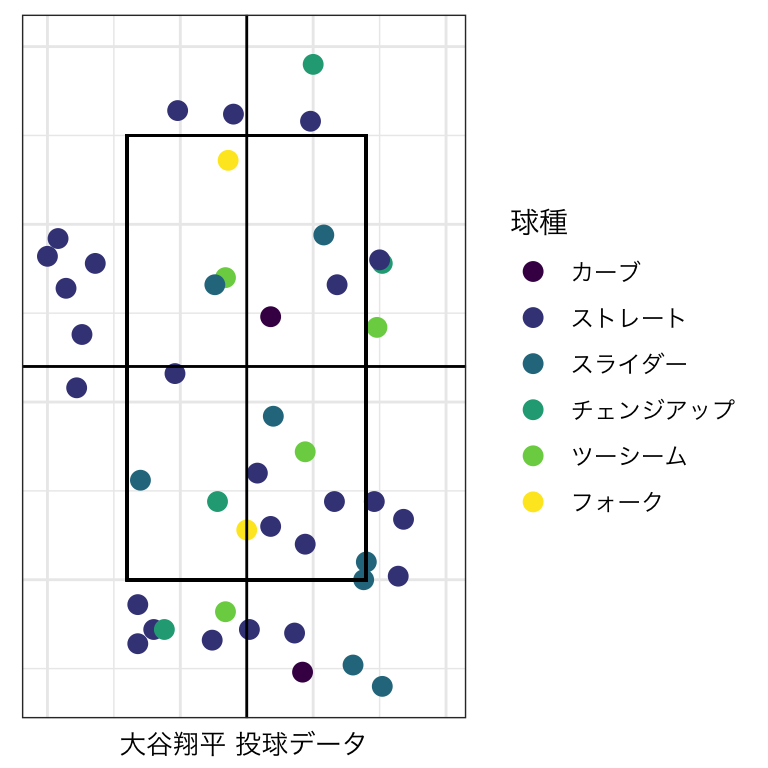 球種
カーブ
ストレート
スライダー
チェンジアップ
ツーシーム
フォーク
大谷翔平 投球データ